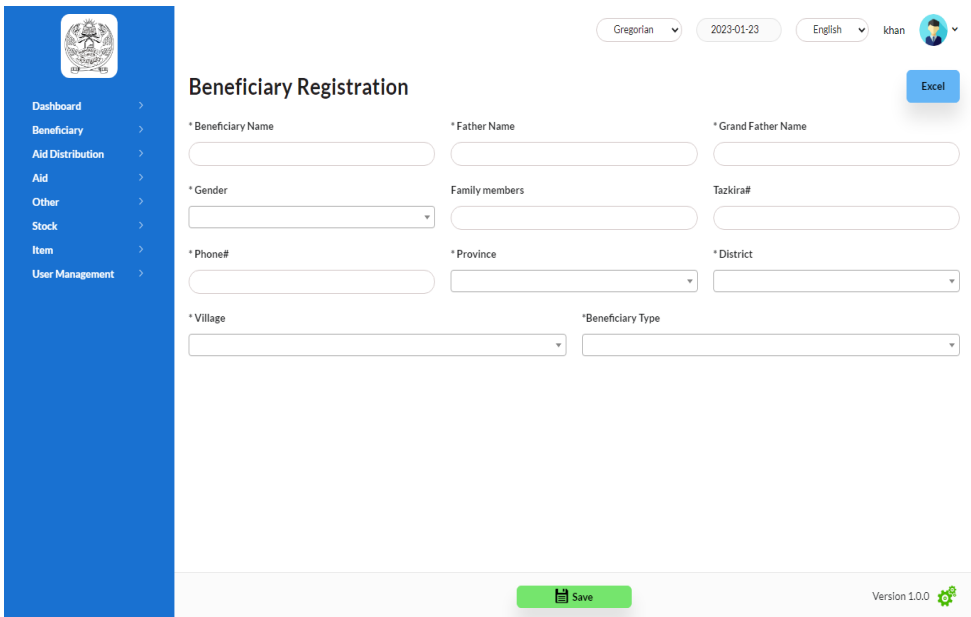 Gregorian 2023-01-23 English khan
Beneficiary Registration Excel
Dashboard
Beneficiary
Aid Distribution
Aid
Other
Stock
Item
User Management
* Beneficiary Name * Father Name * Grand Father Name
* Gender Family members Tazkira#
* Phone# * Province * District
* Village *Beneficiary Type
Save Version 1.0.0